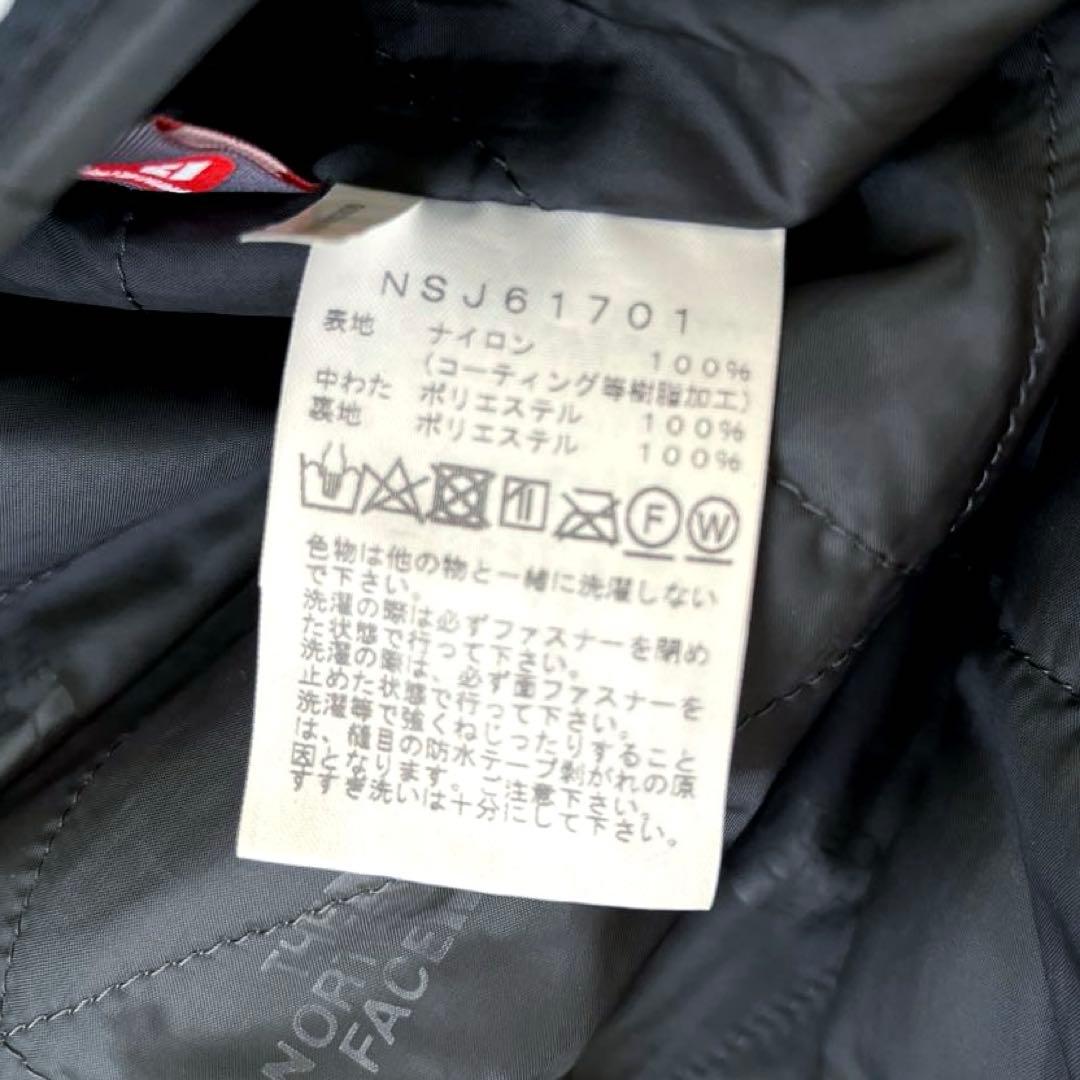 NSJ61701
表地 ナイロン 100%
(コーティング等樹脂加工)
中わた ポリエステル 100%
裏地 ポリエステル 100%
F W
色物は他の物と一緒に洗濯しない
で下さい。
洗濯の際は必ずファスナーを閉め
た状態で行って下さい。
洗濯の際は、必ず面ファスナーを
止めた状態で行って下さい。
洗濯等で強くねじったりすること
は、縫目の防水テープ剥がれの原
因となります。ご注意下さい。
すすぎ洗いは十分にして下さい。
THE
NORTH
FACE